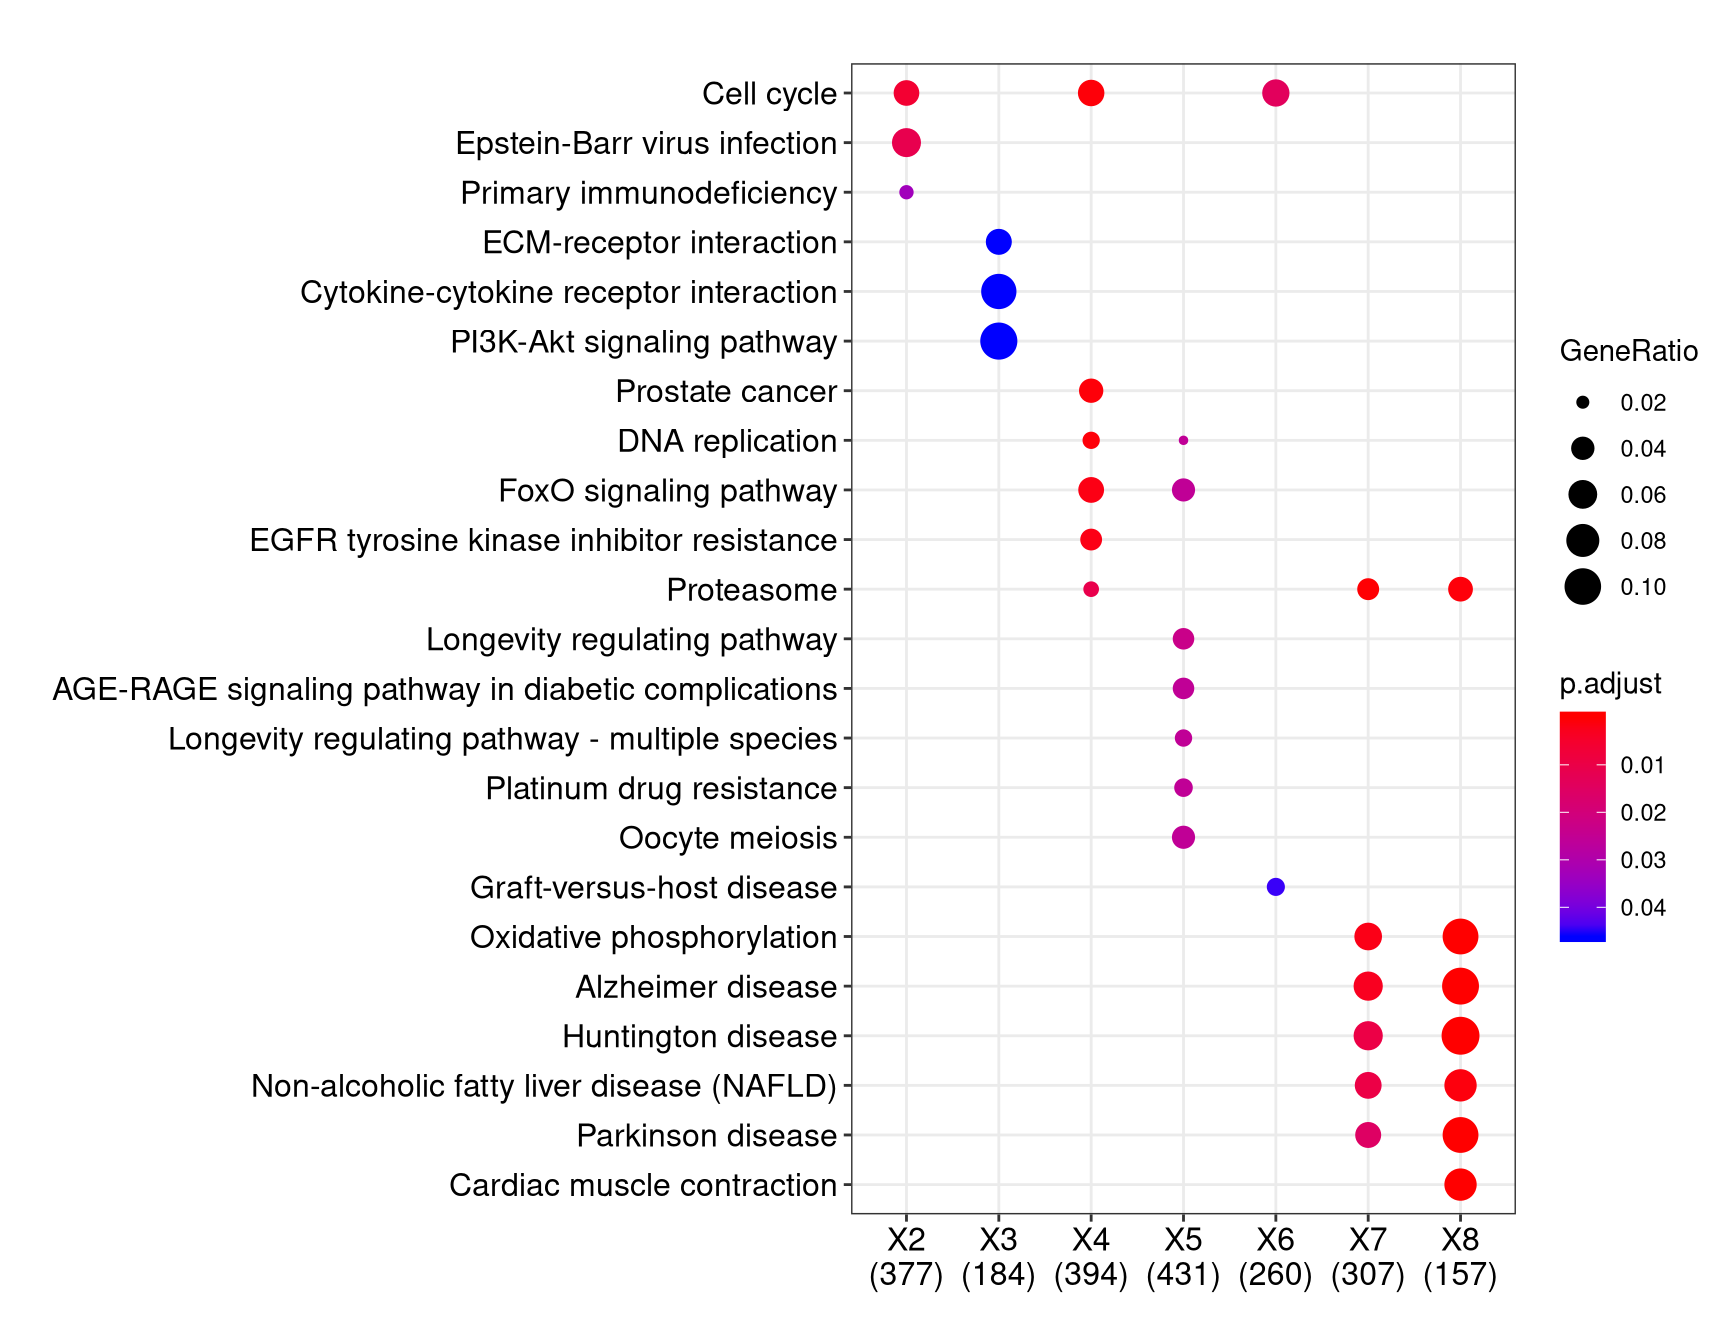 Cell cycle
Epstein-Barr virus infection
Primary immunodeficiency
ECM-receptor interaction
Cytokine-cytokine receptor interaction
PI3K-Akt signaling pathway
Prostate cancer
DNA replication
FoxO signaling pathway
EGFR tyrosine kinase inhibitor resistance
Proteasome
Longevity regulating pathway
AGE-RAGE signaling pathway in diabetic complications
Longevity regulating pathway - multiple species
Platinum drug resistance
Oocyte meiosis
Graft-versus-host disease
Oxidative phosphorylation
Alzheimer disease
Huntington disease
Non-alcoholic fatty liver disease (NAFLD)
Parkinson disease
Cardiac muscle contraction
X2 X3 X4 X5 X6 X7 X8
(377) (184) (394) (431) (260) (307) (157)
GeneRatio
0.02
0.04
0.06
0.08
0.10
p.adjust
0.01
0.02
0.03
0.04